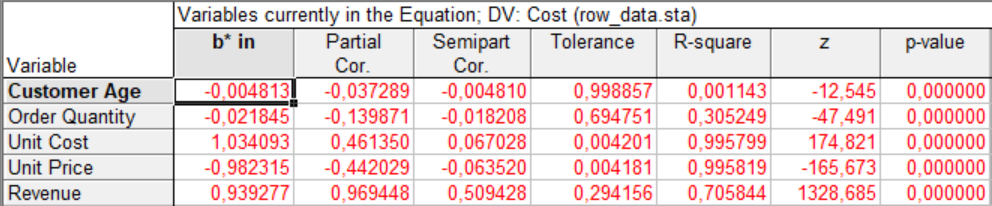 Variables currently in the Equation; DV: Cost (row_data.sta)
Variable b* in Partial Cor. Semipart Cor. Tolerance R-square z p-value
Customer Age -0,004813 -0,037289 -0,004810 0,998857 0,001143 -12,545 0,000000
Order Quantity -0,021845 -0,139871 -0,018208 0,694751 0,305249 -47,491 0,000000
Unit Cost 1,034093 0,461350 0,067028 0,004201 0,995799 174,821 0,000000
Unit Price -0,982315 -0,442029 -0,063520 0,004181 0,995819 -165,673 0,000000
Revenue 0,939277 0,969448 0,509428 0,294156 0,705844 1328,685 0,000000